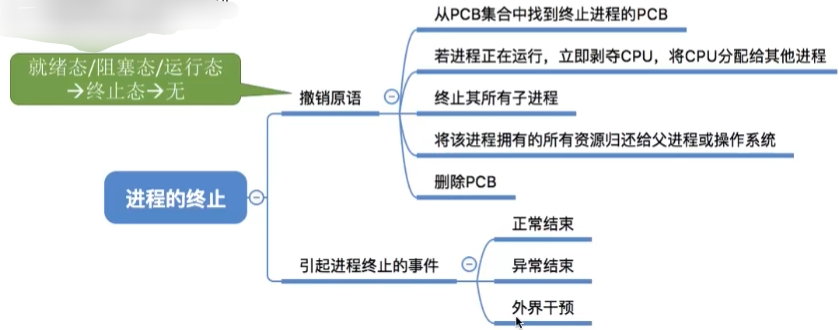 就绪态/阻塞态/运行态
→终止态→无
进程的终止
撤销原语
从PCB集合中找到终止进程的PCB
若进程正在运行，立即剥夺CPU，将CPU分配给其他进程
终止其所有子进程
将该进程拥有的所有资源归还给父进程或操作系统
删除PCB
引起进程终止的事件
正常结束
异常结束
外界干预